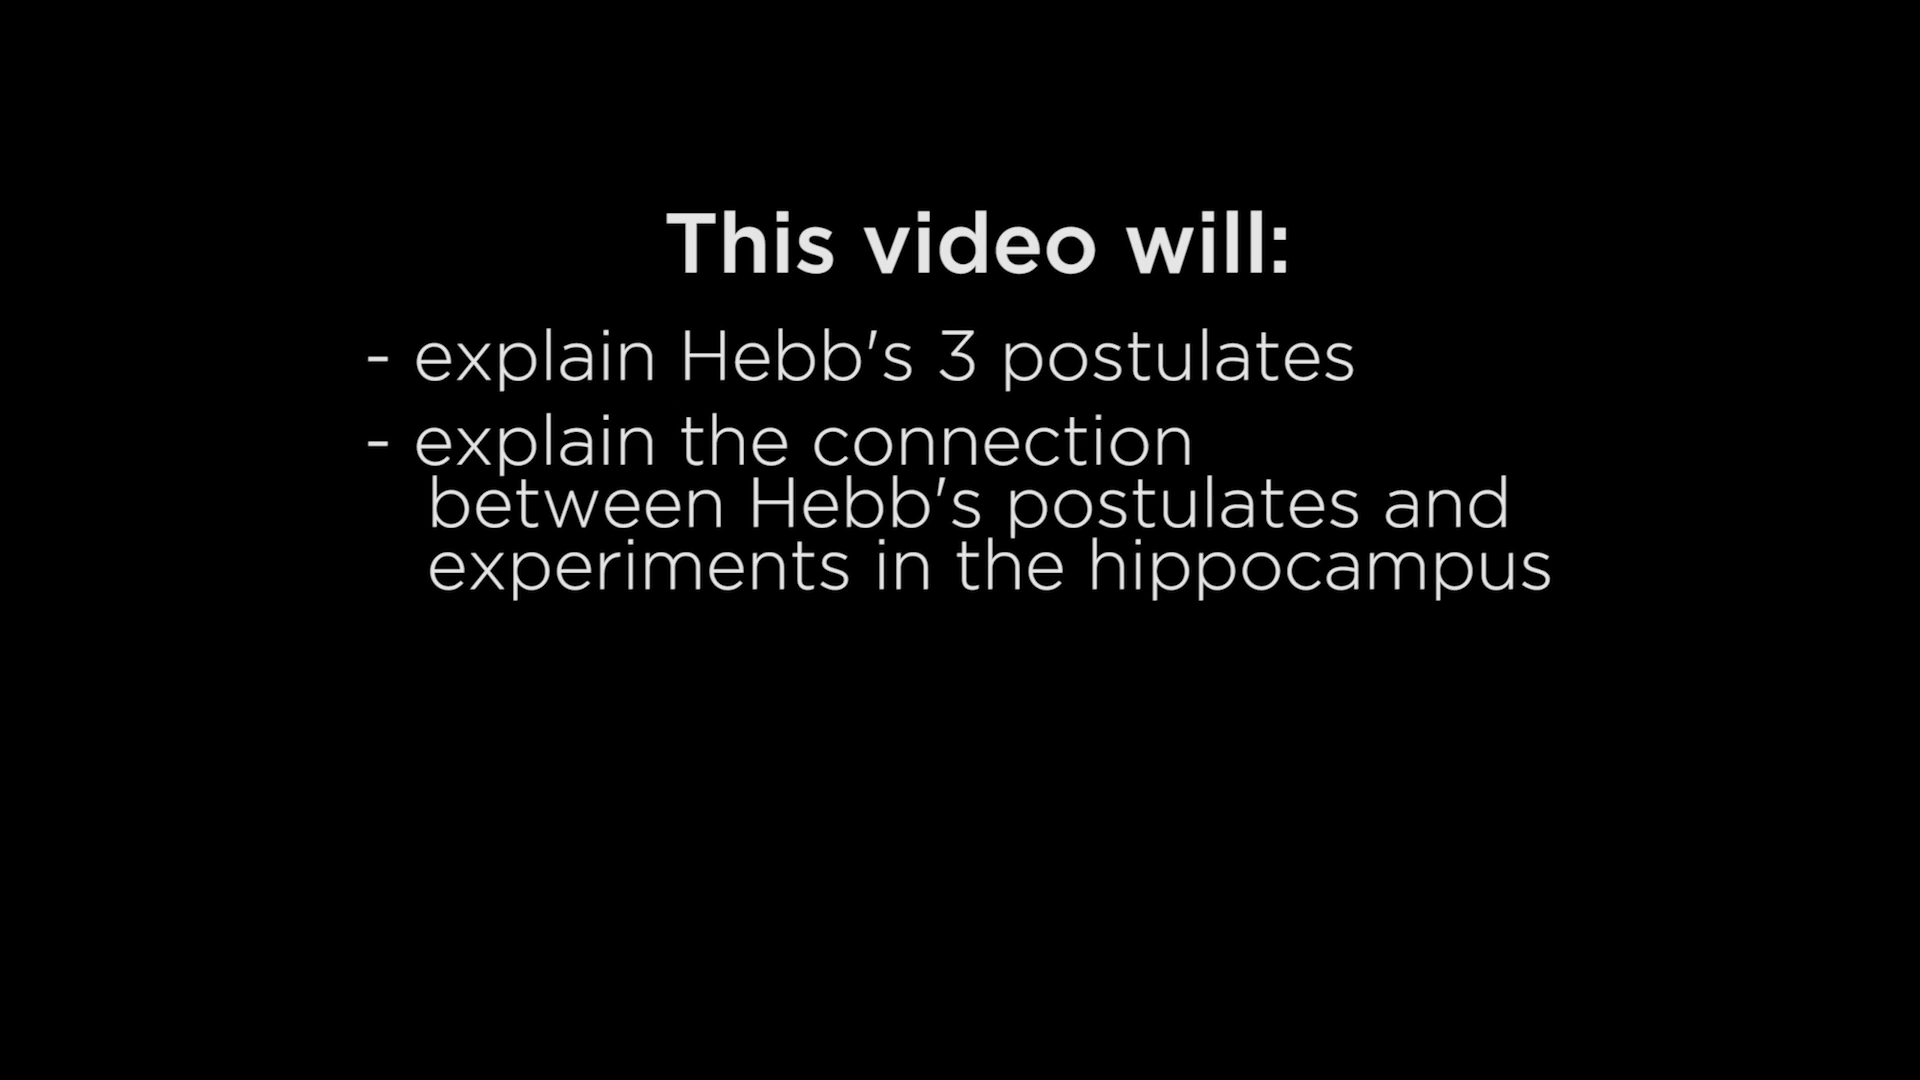 This video will:
- explain Hebb's 3 postulates
- explain the connection
between Hebb's postulates and
experiments in the hippocampus